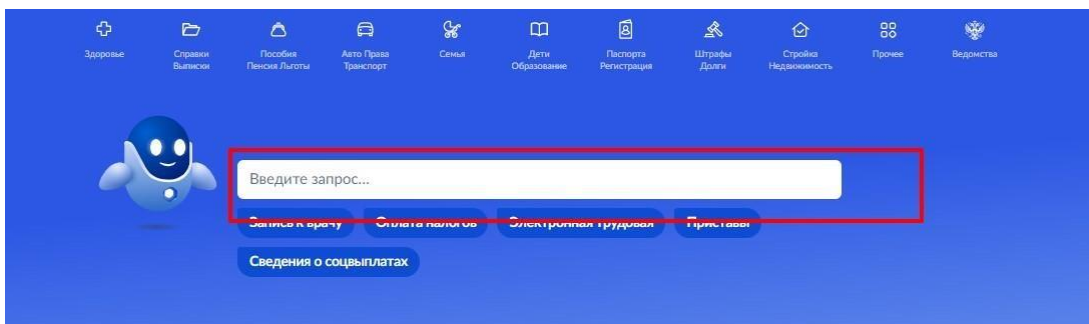 Здоровье
Справки
Выписки
Пособия
Пенсия Льготы
Авто Права
Транспорт
Семья
Дети
Образование
Паспорта
Регистрация
Штрафы
Долги
Стройка
Недвижимость
Прочее
Ведомства
Введите запрос...
Запись к врачу
Оплата налогов
Электронная трудовая
Приставы
Сведения о соцвыплатах